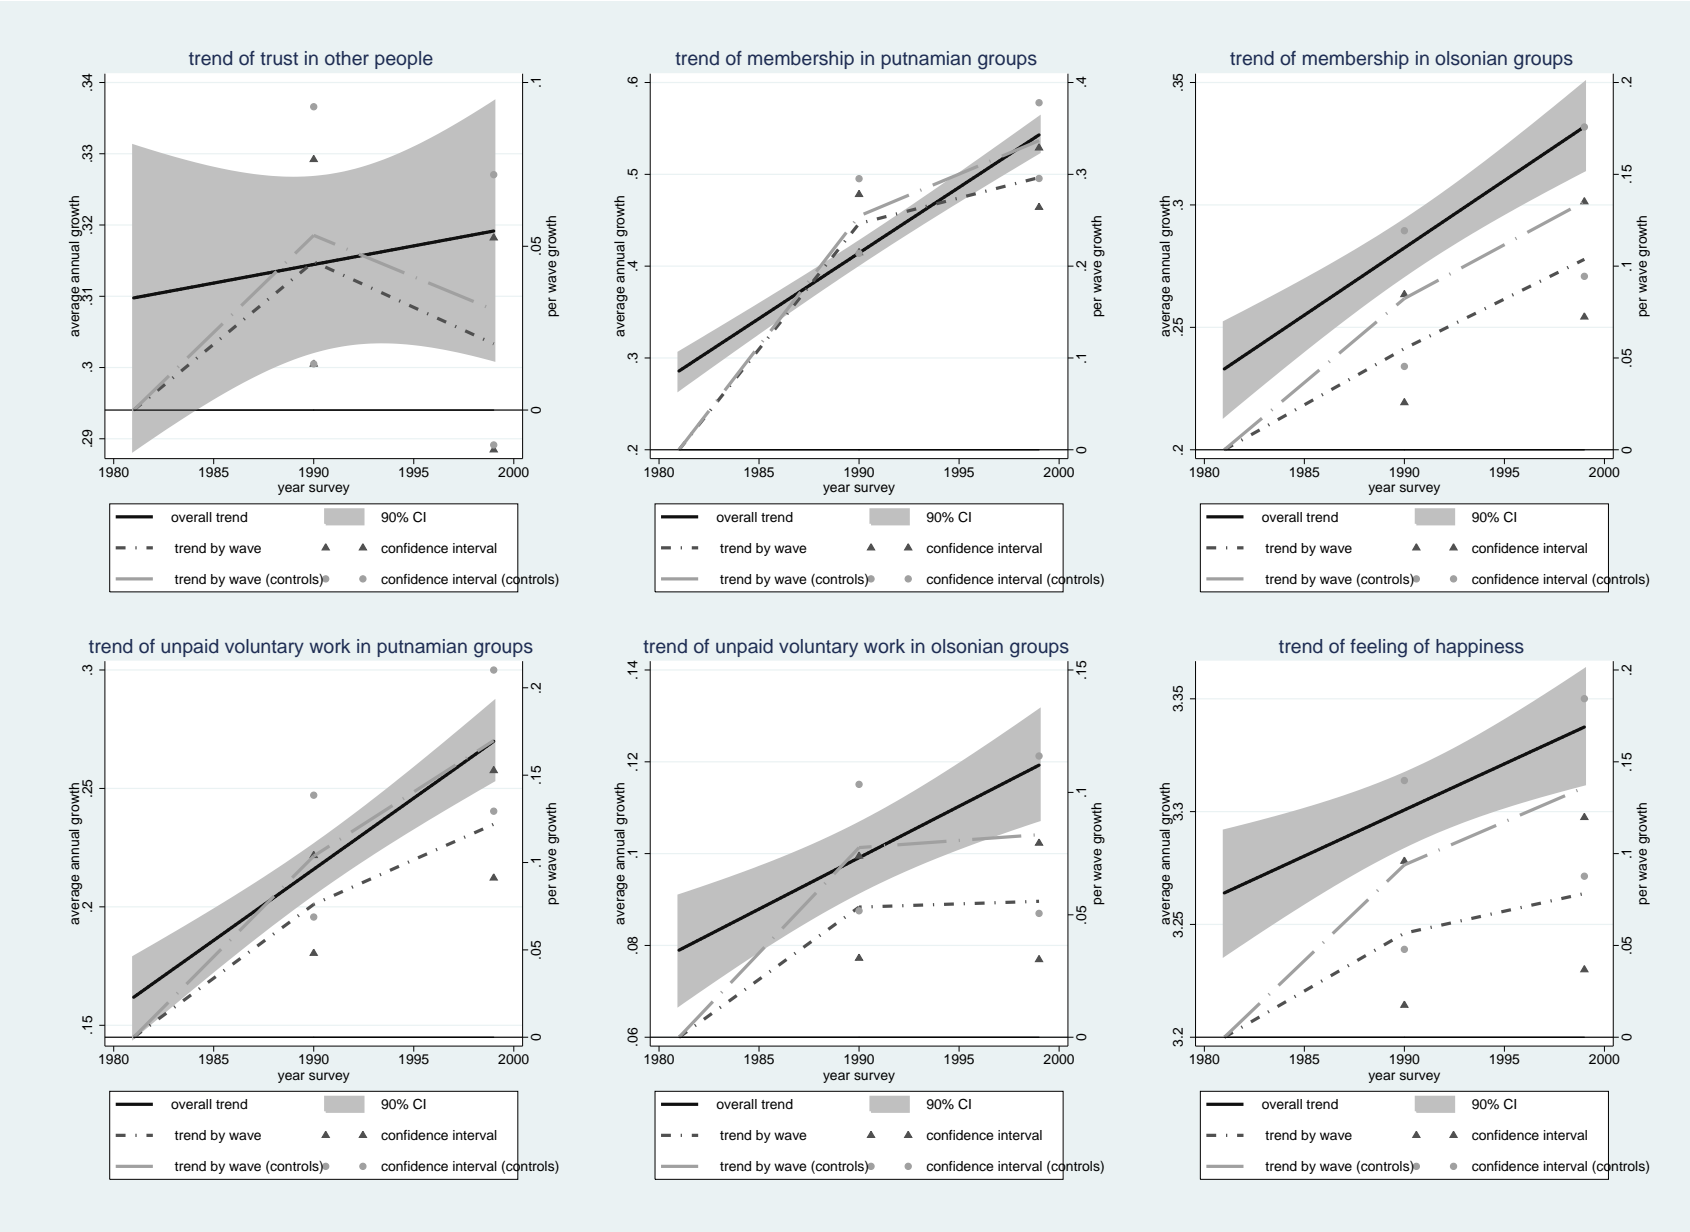 trend of trust in other people
.34
.33
.32
.31
.3
.29
average annual growth
.1
.05
0
per wave growth
1980 1985 1990 1995 2000
year survey
overall trend 90% CI
trend by wave confidence interval
trend by wave (controls) confidence interval (controls)
trend of membership in putnamian groups
.6
.5
.4
.3
.2
average annual growth
.4
.3
.2
.1
0
per wave growth
1980 1985 1990 1995 2000
year survey
overall trend 90% CI
trend by wave confidence interval
trend by wave (controls) confidence interval (controls)
trend of membership in olsonian groups
.35
.3
.25
.2
average annual growth
.2
.15
.1
.05
0
per wave growth
1980 1985 1990 1995 2000
year survey
overall trend 90% CI
trend by wave confidence interval
trend by wave (controls) confidence interval (controls)
trend of unpaid voluntary work in putnamian groups
.3
.25
.2
.15
average annual growth
.2
.15
.1
.05
0
per wave growth
1980 1985 1990 1995 2000
year survey
overall trend 90% CI
trend by wave confidence interval
trend by wave (controls) confidence interval (controls)
trend of unpaid voluntary work in olsonian groups
.14
.12
.1
.08
.06
average annual growth
.15
.1
.05
0
per wave growth
1980 1985 1990 1995 2000
year survey
overall trend 90% CI
trend by wave confidence interval
trend by wave (controls) confidence interval (controls)
trend of feeling of happiness
3.35
3.3
3.25
3.2
average annual growth
.2
.15
.1
.05
0
per wave growth
1980 1985 1990 1995 2000
year survey
overall trend 90% CI
trend by wave confidence interval
trend by wave (controls) confidence interval (controls)